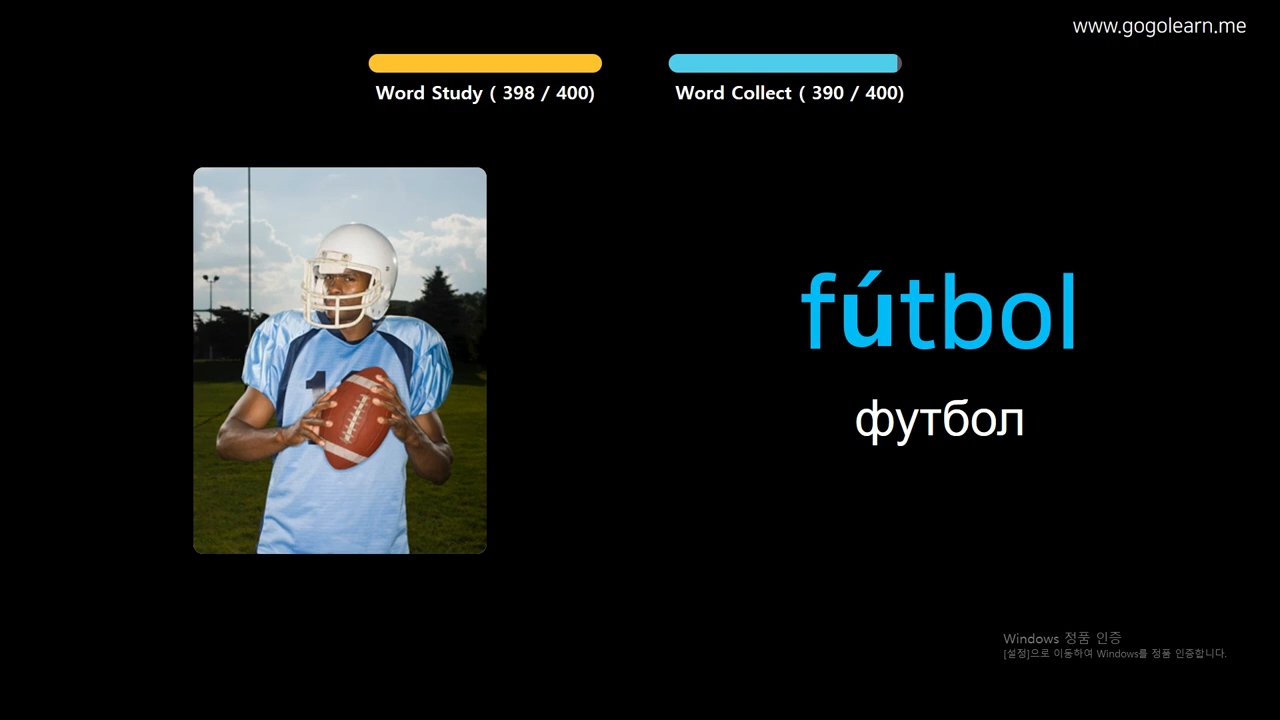 www.gogolearn.me
Word Study ( 398 / 400)
Word Collect ( 390 / 400)
fútbol
футбол
Windows 정품 인증
[설정]으로 이동하여 Windows를 정품 인증합니다.